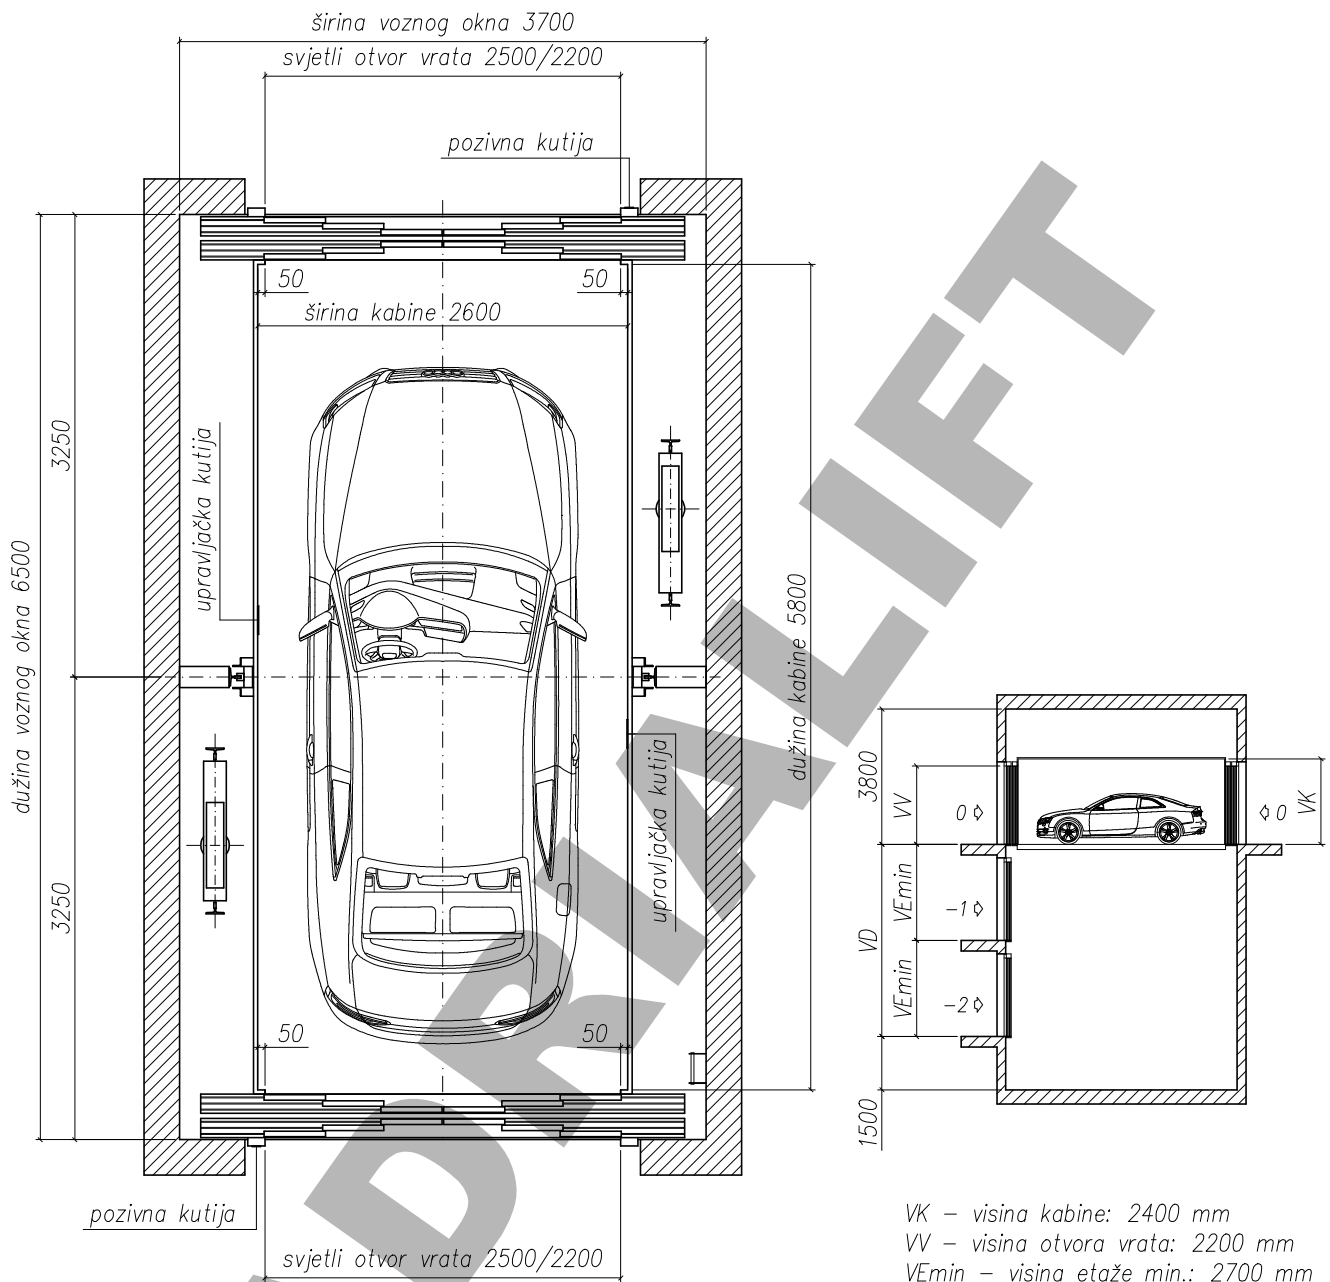 širina voznog okna 3700
svjetli otvor vrata 2500/2200
pozivna kutija
50
50
širina kabine 2600
3250
upravljačka kutija
dužina voznog okna 6500
dužina kabine 5800
upravljačka kutija
3250
50
50
pozivna kutija
svjetli otvor vrata 2500/2200
3800
VV
0
0
VK
VEmin
-1
VD
VEmin
-2
1500
VK – visina kabine: 2400 mm
VV – visina otvora vrata: 2200 mm
VEmin – visina etaže min.: 2700 mm
DRIALIFT